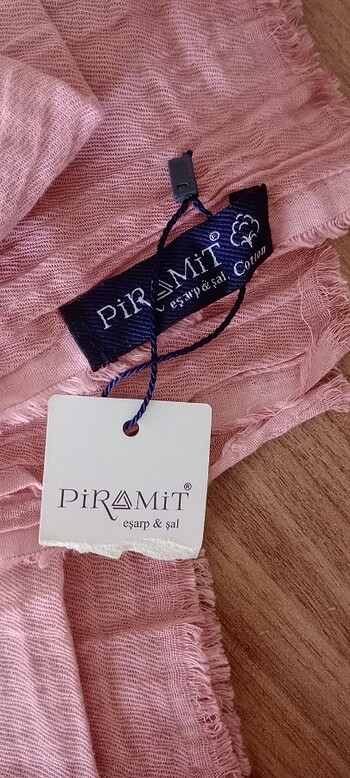 PiRAMiT®
eşarp & şal, Cotton
PiRAMiT®
eşarp & şal